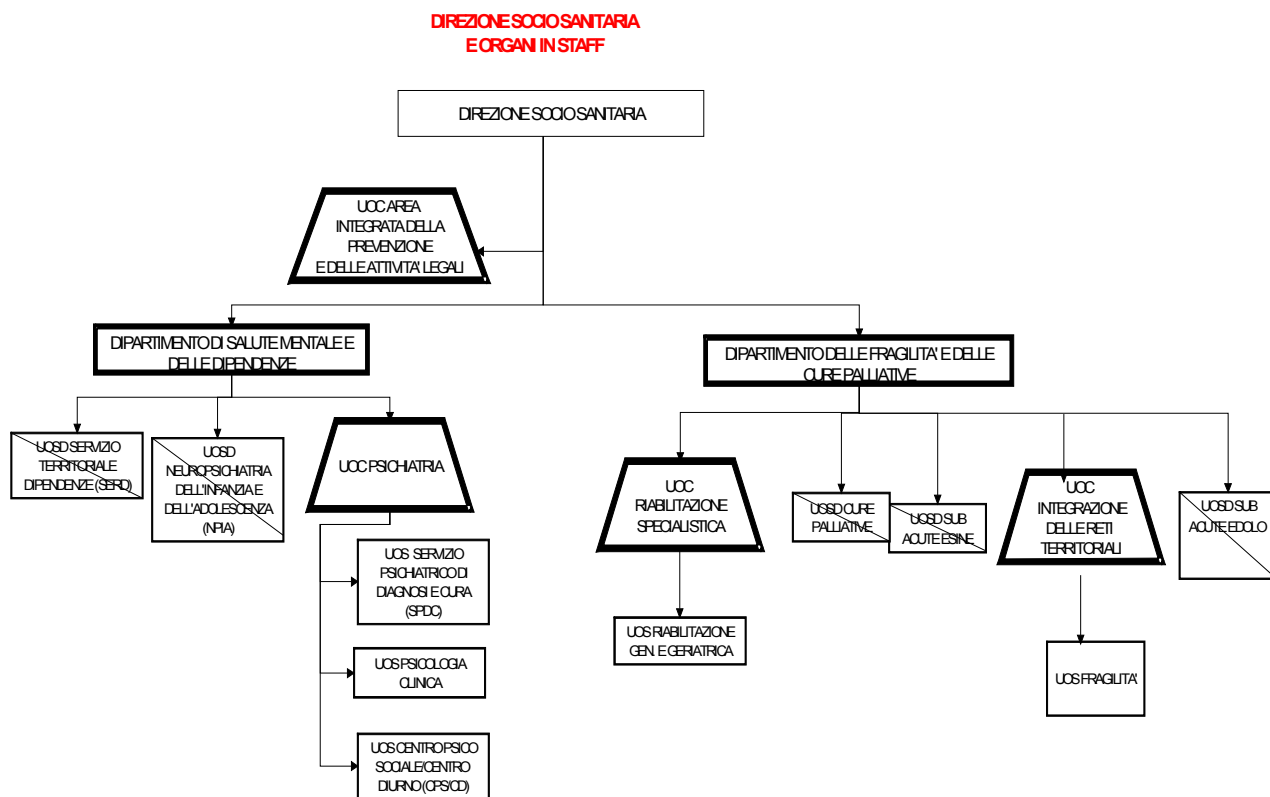 DIREZIONE SOCIO SANITARIA
E ORGANI IN STAFF
DIREZIONE SOCIO SANITARIA
UOC AREA
INTEGRATA DELLA
PREVENZIONE
E DELLE ATTIVITA' LEGALI
DIPARTIMENTO DI SALUTE MENTALE E
DELLE DIPENDENZE
DIPARTIMENTO DELLE FRAGILITA' E DELLE
CURE PALLIATIVE
UOSD SERVIZIO
TERRITORIALE
DIPENDENZE (SERD)
UOSD
NEUROPSICHIATRIA
DELL'INFANZIA E
DELL'ADOLESCENZA
(NPIA)
UOC PSICHIATRIA
UOC
RIABILITAZIONE
SPECIALISTICA
UOSD CURE
PALLIATIVE
UOSD SUB
ACUTE ESINE
UOC
INTEGRAZIONE
DELLE RETI
TERRITORIALI
UOSD SUB
ACUTE EDOLO
UOS SERVIZIO
PSICHIATRICO DI
DIAGNOSI E CURA
(SPDC)
UOS PSICOLOGIA
CLINICA
UOS CENTRO PSICO
SOCIALE/CENTRO
DIURNO (CPS/CD)
UOS RIABILITAZIONE
GEN. E GERIATRICA
UOS FRAGILITA'